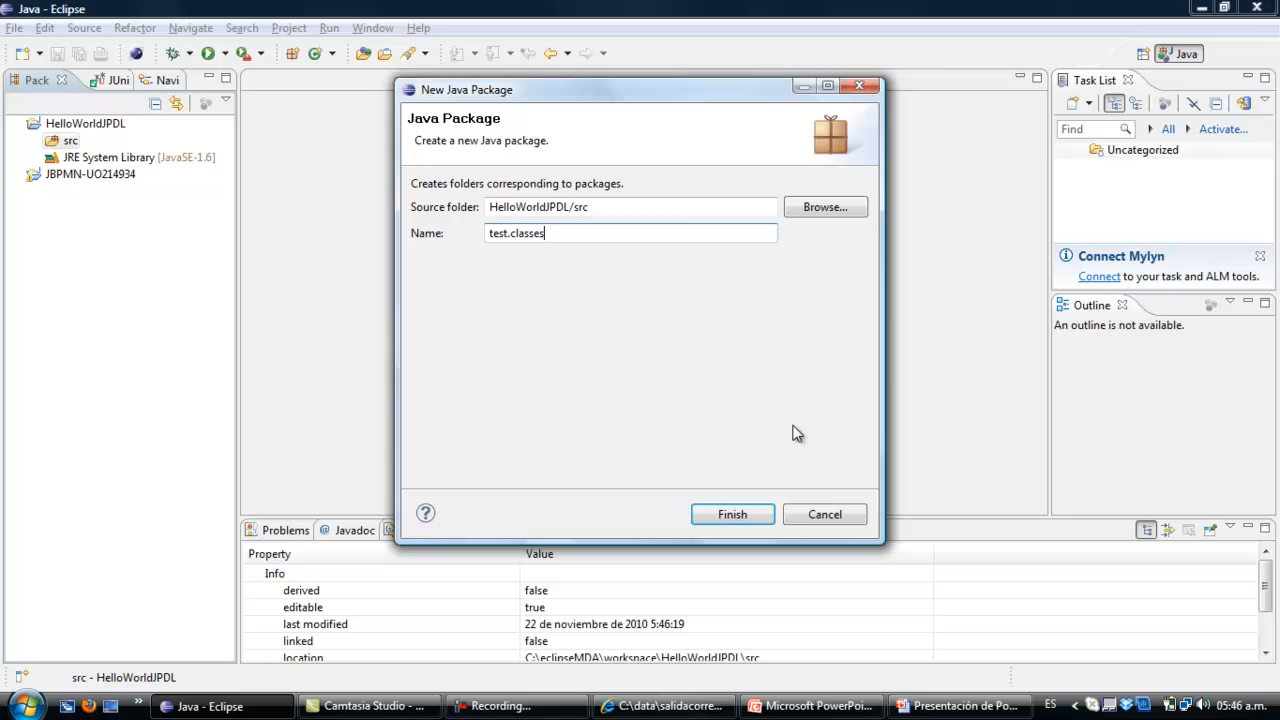 Java - Eclipse
File Edit Source Refactor Navigate Search Project Run Window Help
Java
Pack JUni Navi
HelloWorldJPDL
src
JRE System Library [JavaSE-1.6]
JBPMN-UO214934
New Java Package
Java Package
Create a new Java package.
Creates folders corresponding to packages.
Source folder: HelloWorldJPDL/src Browse...
Name: test.classes
Finish Cancel
Task List
Find All Activate...
Uncategorized
Connect Mylyn
Connect to your task and ALM tools.
Outline
An outline is not available.
Problems @ Javadoc
Property Value
Info
derived false
editable true
last modified 22 de noviembre de 2010 5:46:19
linked false
location C:\eclipseMDA\workspace\HelloWorldJPDL\src
src - HelloWorldJPDL
Java - Eclipse Camtasia Studio - ... Recording... C:\data\salidacorre... Microsoft PowerPoi... Presentación de Po... ES 05:46 a.m.